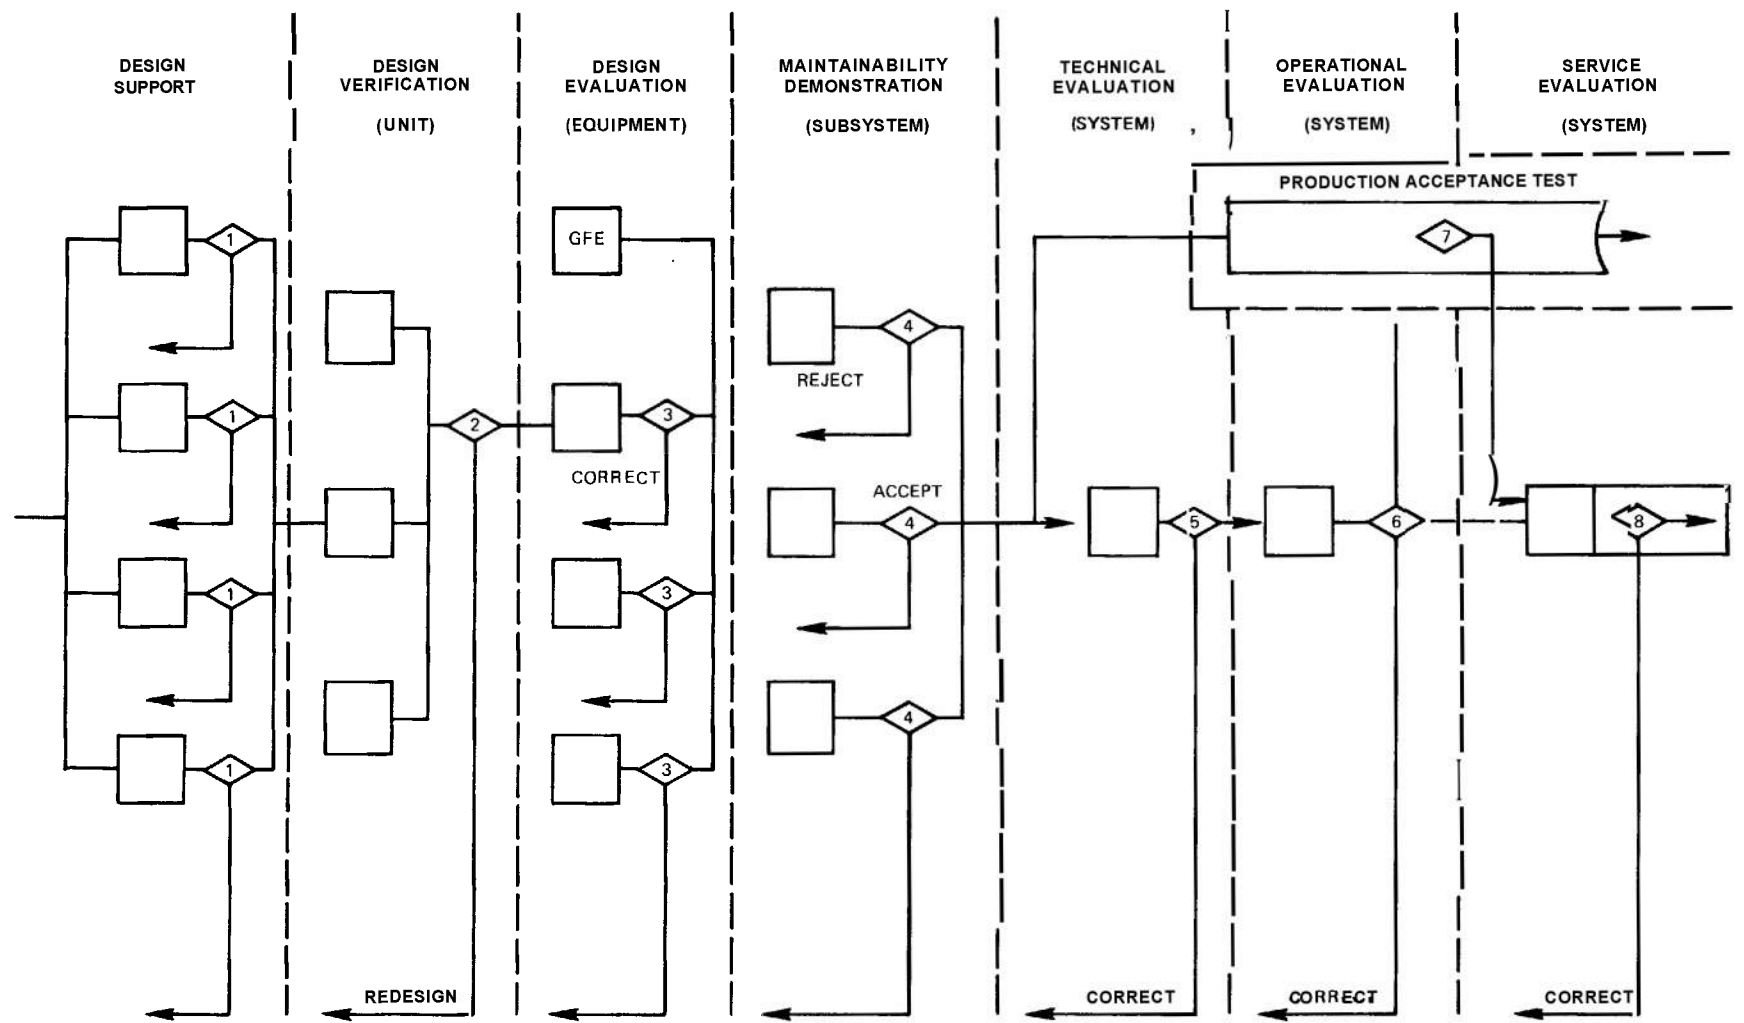 DESIGN
SUPPORT
DESIGN
VERIFICATION
(UNIT)
DESIGN
EVALUATION
(EQUIPMENT)
MAINTAINABILITY
DEMONSTRATION
(SUBSYSTEM)
TECHNICAL
EVALUATION
(SYSTEM)
OPERATIONAL
EVALUATION
(SYSTEM)
SERVICE
EVALUATION
(SYSTEM)
PRODUCTION ACCEPTANCE TEST
1
GFE
7
4
REJECT
1
2
3
CORRECT
ACCEPT
4
5
6
8
1
3
4
1
3
REDESIGN
CORRECT
CORRECT
CORRECT